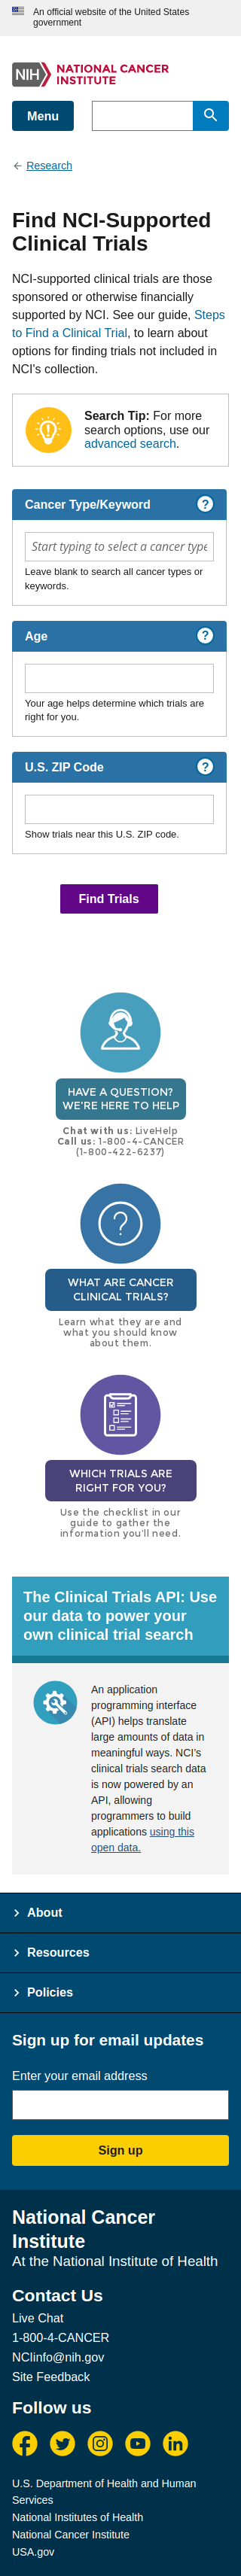 An official website of the United States
government
NIH NATIONAL CANCER
INSTITUTE
Menu
Research
Find NCI-Supported
Clinical Trials
NCI-supported clinical trials are those
sponsored or otherwise financially
supported by NCI. See our guide, Steps
to Find a Clinical Trial, to learn about
options for finding trials not included in
NCI's collection.
Search Tip: For more
search options, use our
advanced search.
Cancer Type/Keyword ?
Start typing to select a cancer type
Leave blank to search all cancer types or
keywords.
Age ?
Your age helps determine which trials are
right for you.
U.S. ZIP Code ?
Show trials near this U.S. ZIP code.
Find Trials
HAVE A QUESTION?
WE'RE HERE TO HELP
Chat with us: LiveHelp
Call us: 1-800-4-CANCER
(1-800-422-6237)
?
WHAT ARE CANCER
CLINICAL TRIALS?
Learn what they are and
what you should know
about them.
WHICH TRIALS ARE
RIGHT FOR YOU?
Use the checklist in our
guide to gather the
information you'll need.
The Clinical Trials API: Use
our data to power your
own clinical trial search
An application
programming interface
(API) helps translate
large amounts of data in
meaningful ways. NCI's
clinical trials search data
is now powered by an
API, allowing
programmers to build
applications using this
open data.
About
Resources
Policies
Sign up for email updates
Enter your email address
Sign up
National Cancer
Institute
At the National Institute of Health
Contact Us
Live Chat
1-800-4-CANCER
NCIinfo@nih.gov
Site Feedback
Follow us
U.S. Department of Health and Human
Services
National Institutes of Health
National Cancer Institute
USA.gov